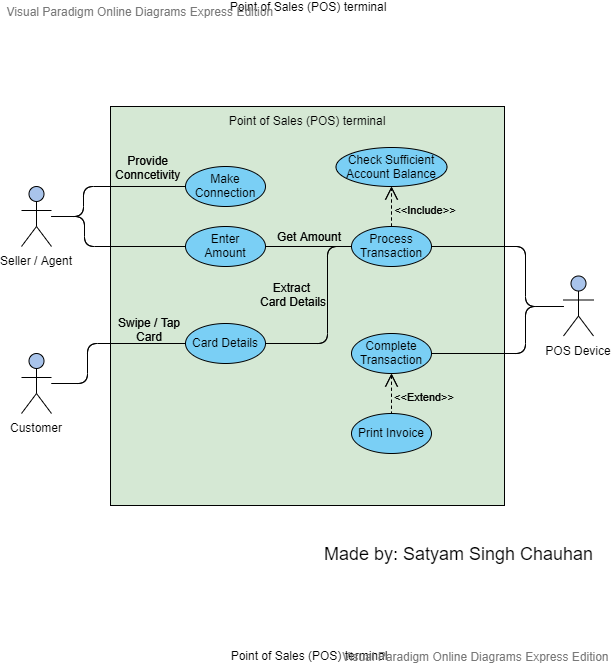 Visual Paradigm Online Diagrams Express Edition
Point of Sales (POS) terminal
Point of Sales (POS) terminal
Provide
Conncetivity
Make
Connection
Check Sufficient
Account Balance
<<Include>>
Seller / Agent
Enter
Amount
Get Amount
Process
Transaction
Extract
Card Details
Swipe / Tap
Card
Card Details
Complete
Transaction
POS Device
<<Extend>>
Customer
Print Invoice
Made by: Satyam Singh Chauhan
Point of Sales (POS) terminal
Visual Paradigm Online Diagrams Express Edition